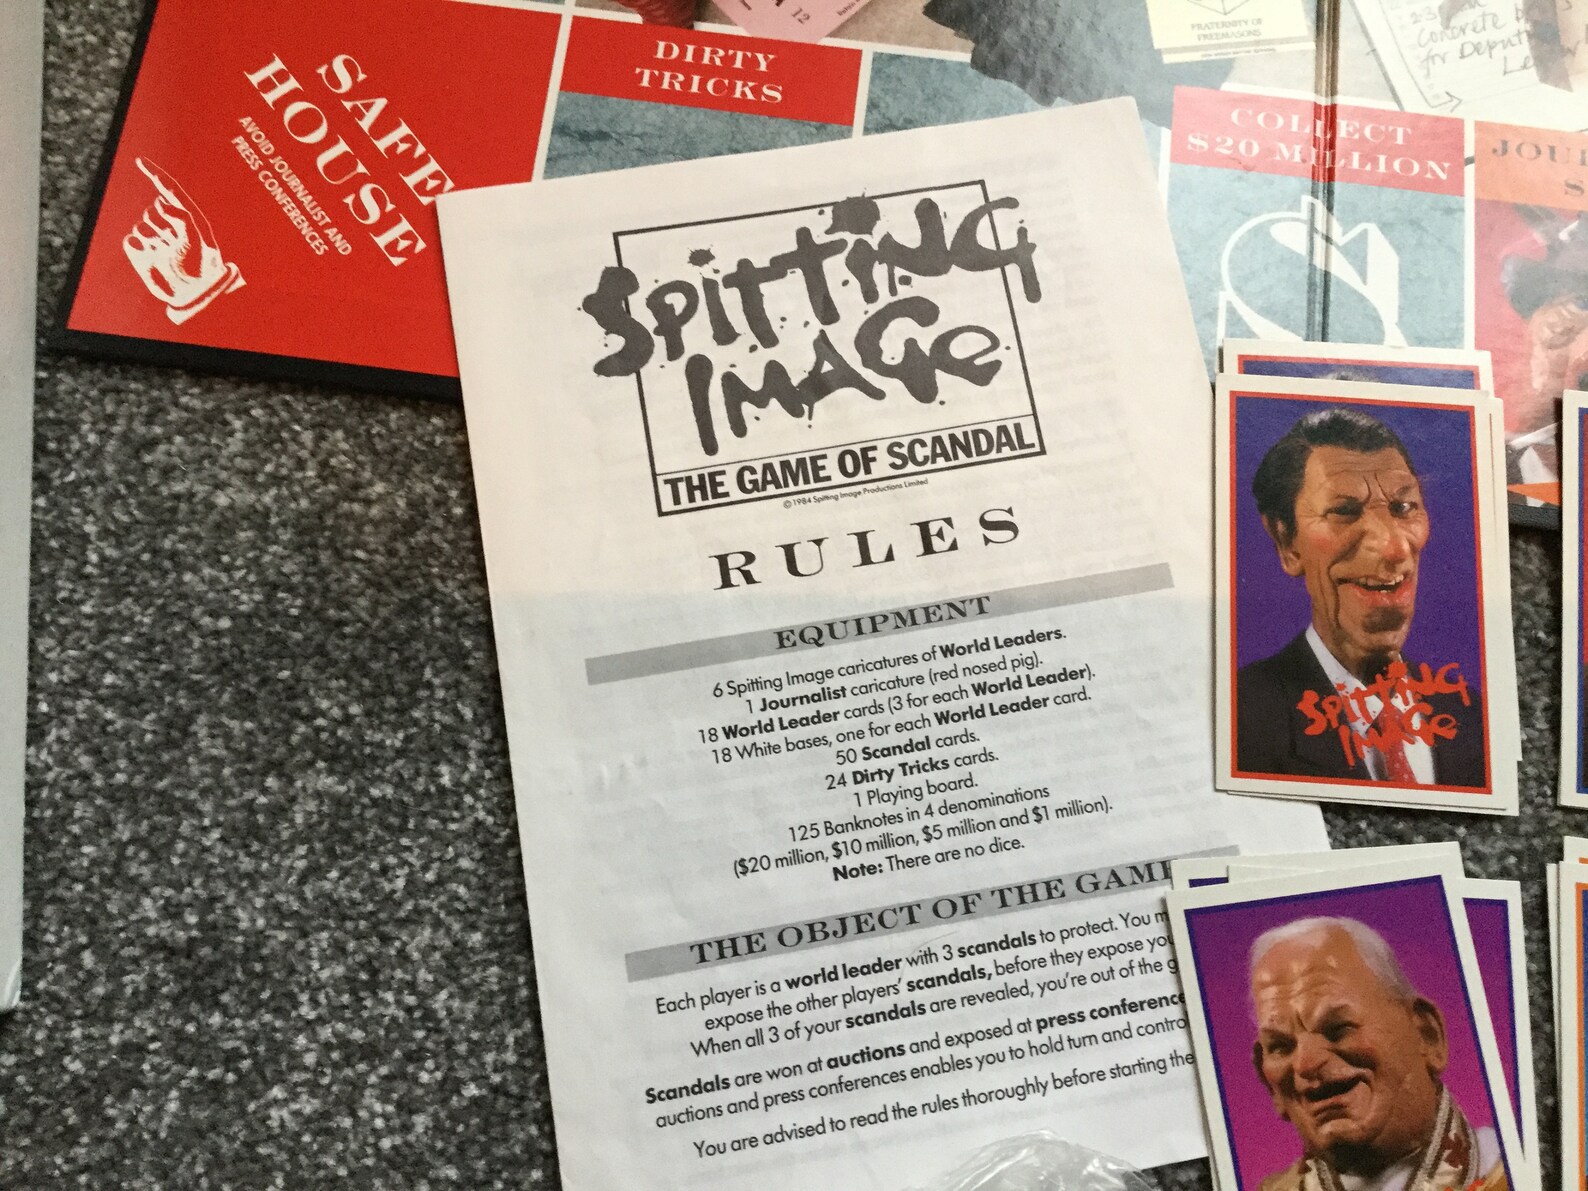 SAFE
HOUSE
AVOID JOURNALIST AND
PRESS CONFERENCES
DIRTY
TRICKS
12
FRATERNITY OF
FREEMASONS
Concrete
for Deput
COLLECT
$20 MILLION
JOU
S
SPITTING
IMAGE
THE GAME OF SCANDAL
©1984 Spitting Image Productions Limited
RULES
EQUIPMENT
6 Spitting Image caricatures of World Leaders.
1 Journalist caricature (red nosed pig).
18 World Leader cards (3 for each World Leader).
18 White bases, one for each World Leader card.
50 Scandal cards.
24 Dirty Tricks cards.
1 Playing board.
125 Banknotes in 4 denominations
($20 million, $10 million, $5 million and $1 million).
Note: There are no dice.
THE OBJECT OF THE GAME
Each player is a world leader with 3 scandals to protect. You m
expose the other players' scandals, before they expose you
When all 3 of your scandals are revealed, you're out of the g
Scandals are won at auctions and exposed at press conference
auctions and press conferences enables you to hold turn and contro
You are advised to read the rules thoroughly before starting the
SPITTING
IMAGE